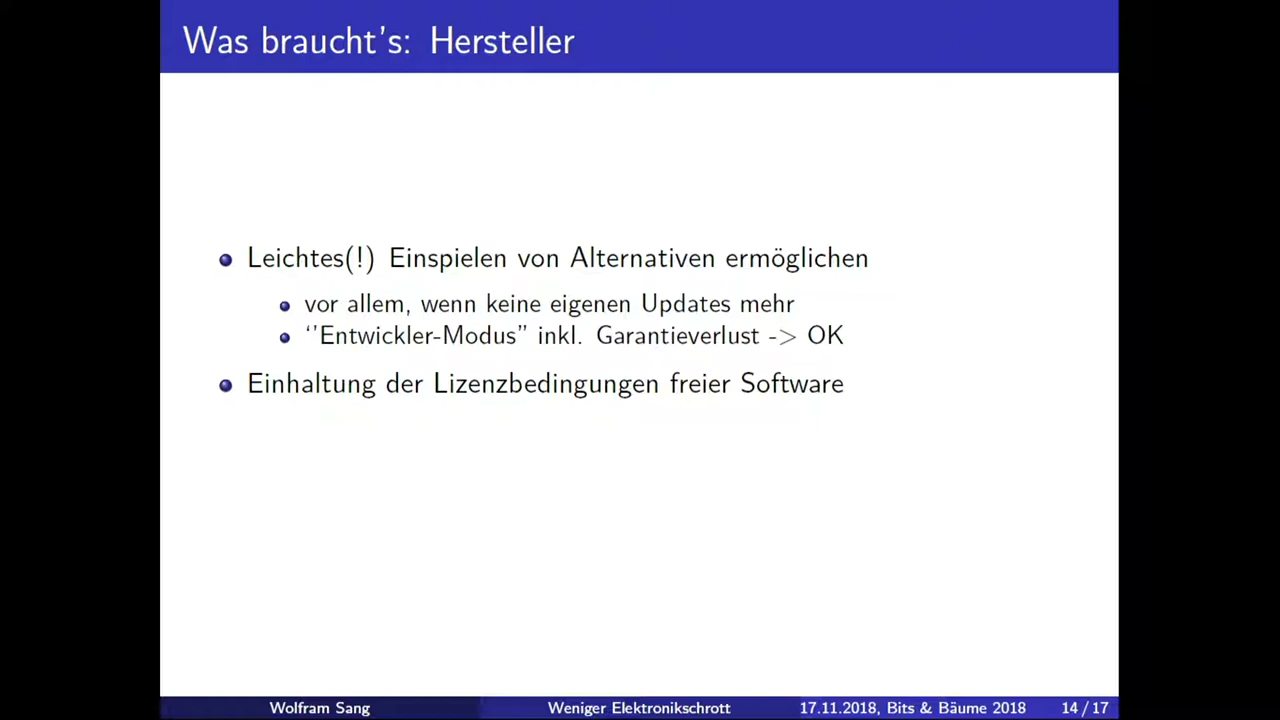 Was braucht's: Hersteller
Leichtes(!) Einspielen von Alternativen ermöglichen
vor allem, wenn keine eigenen Updates mehr
‘’Entwickler-Modus” inkl. Garantieverlust -> OK
Einhaltung der Lizenzbedingungen freier Software
Wolfram Sang Weniger Elektronikschrott 17.11.2018, Bits & Bäume 2018 14 / 17